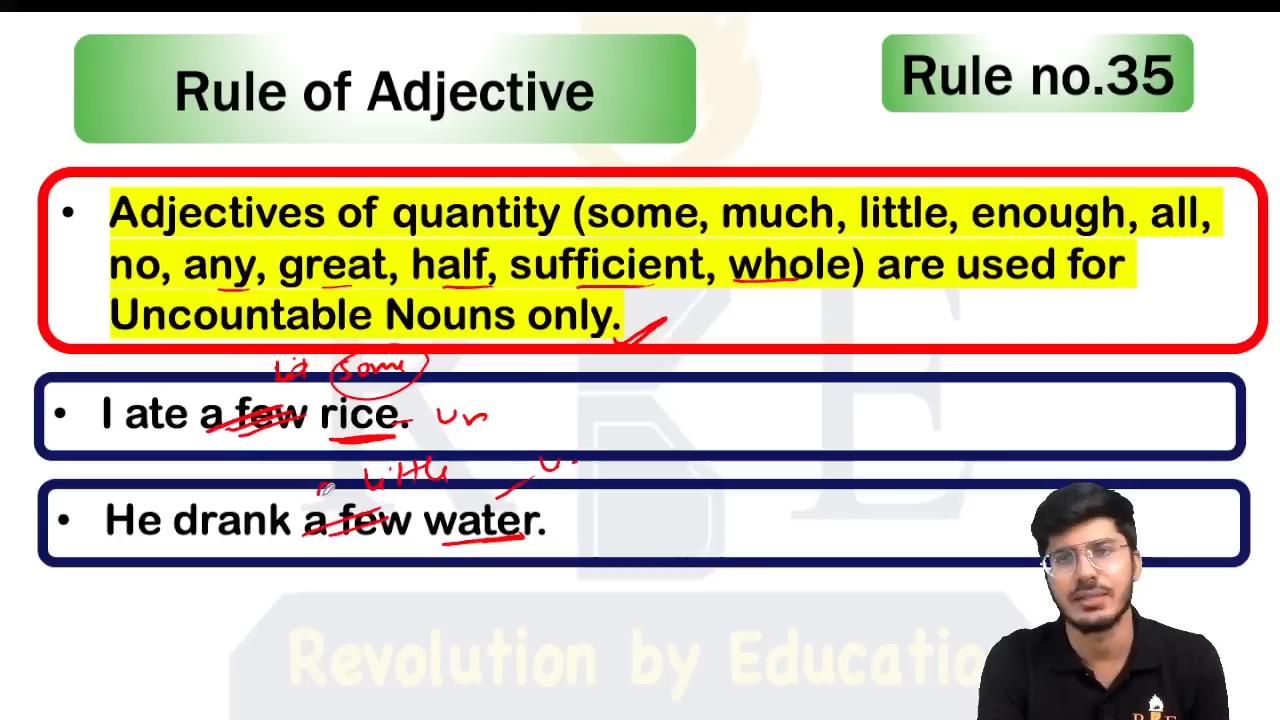 Rule of Adjective
Rule no.35
• Adjectives of quantity (some, much, little, enough, all,
no, any, great, half, sufficient, whole) are used for
Uncountable Nouns only.
some
• I ate a few rice. Un
little
• He drank a few water.
Revolution by Educatio